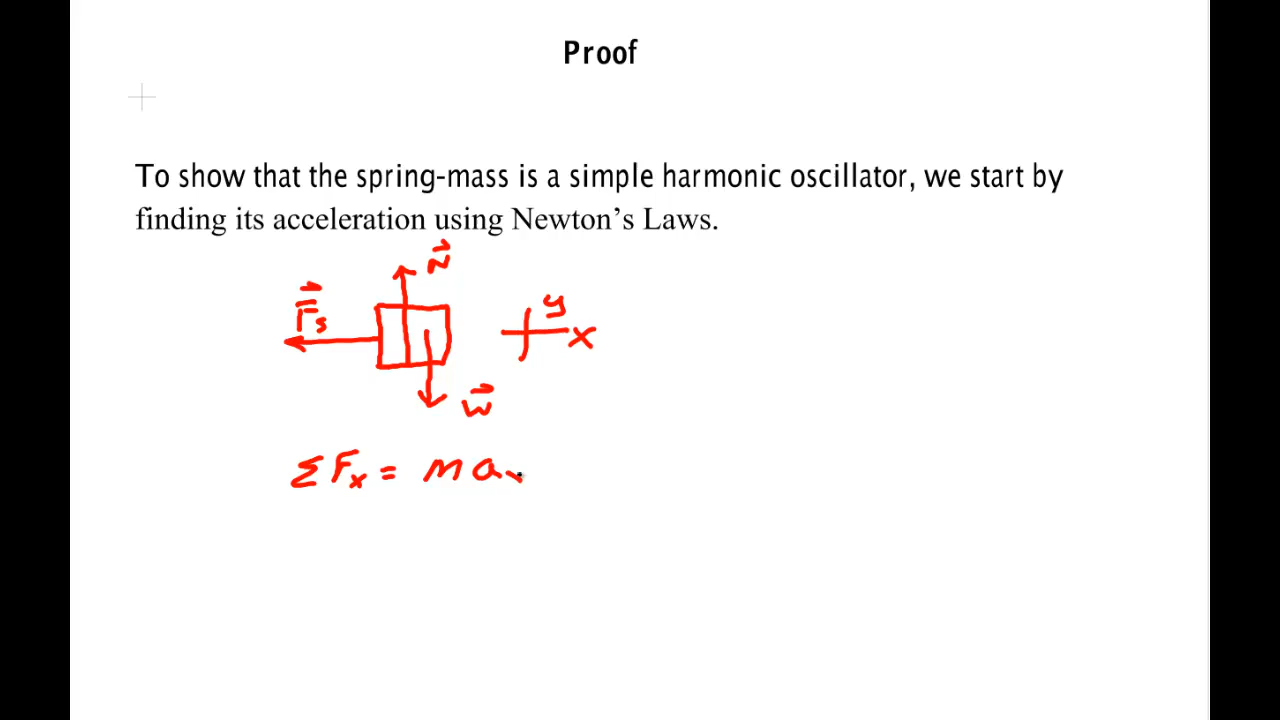 Proof
To show that the spring-mass is a simple harmonic oscillator, we start by
finding its acceleration using Newton’s Laws.
N⃗
F⃗s
y
x
W⃗
ΣFx = max